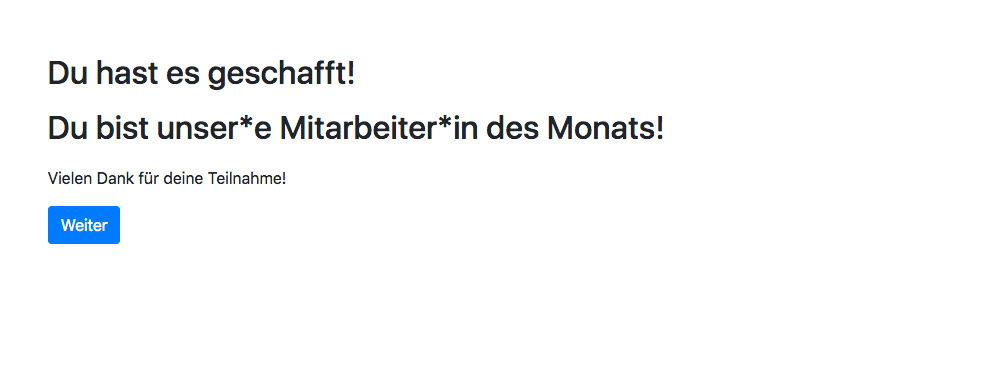 Du hast es geschafft!
Du bist unser*e Mitarbeiter*in des Monats!
Vielen Dank für deine Teilnahme!
Weiter